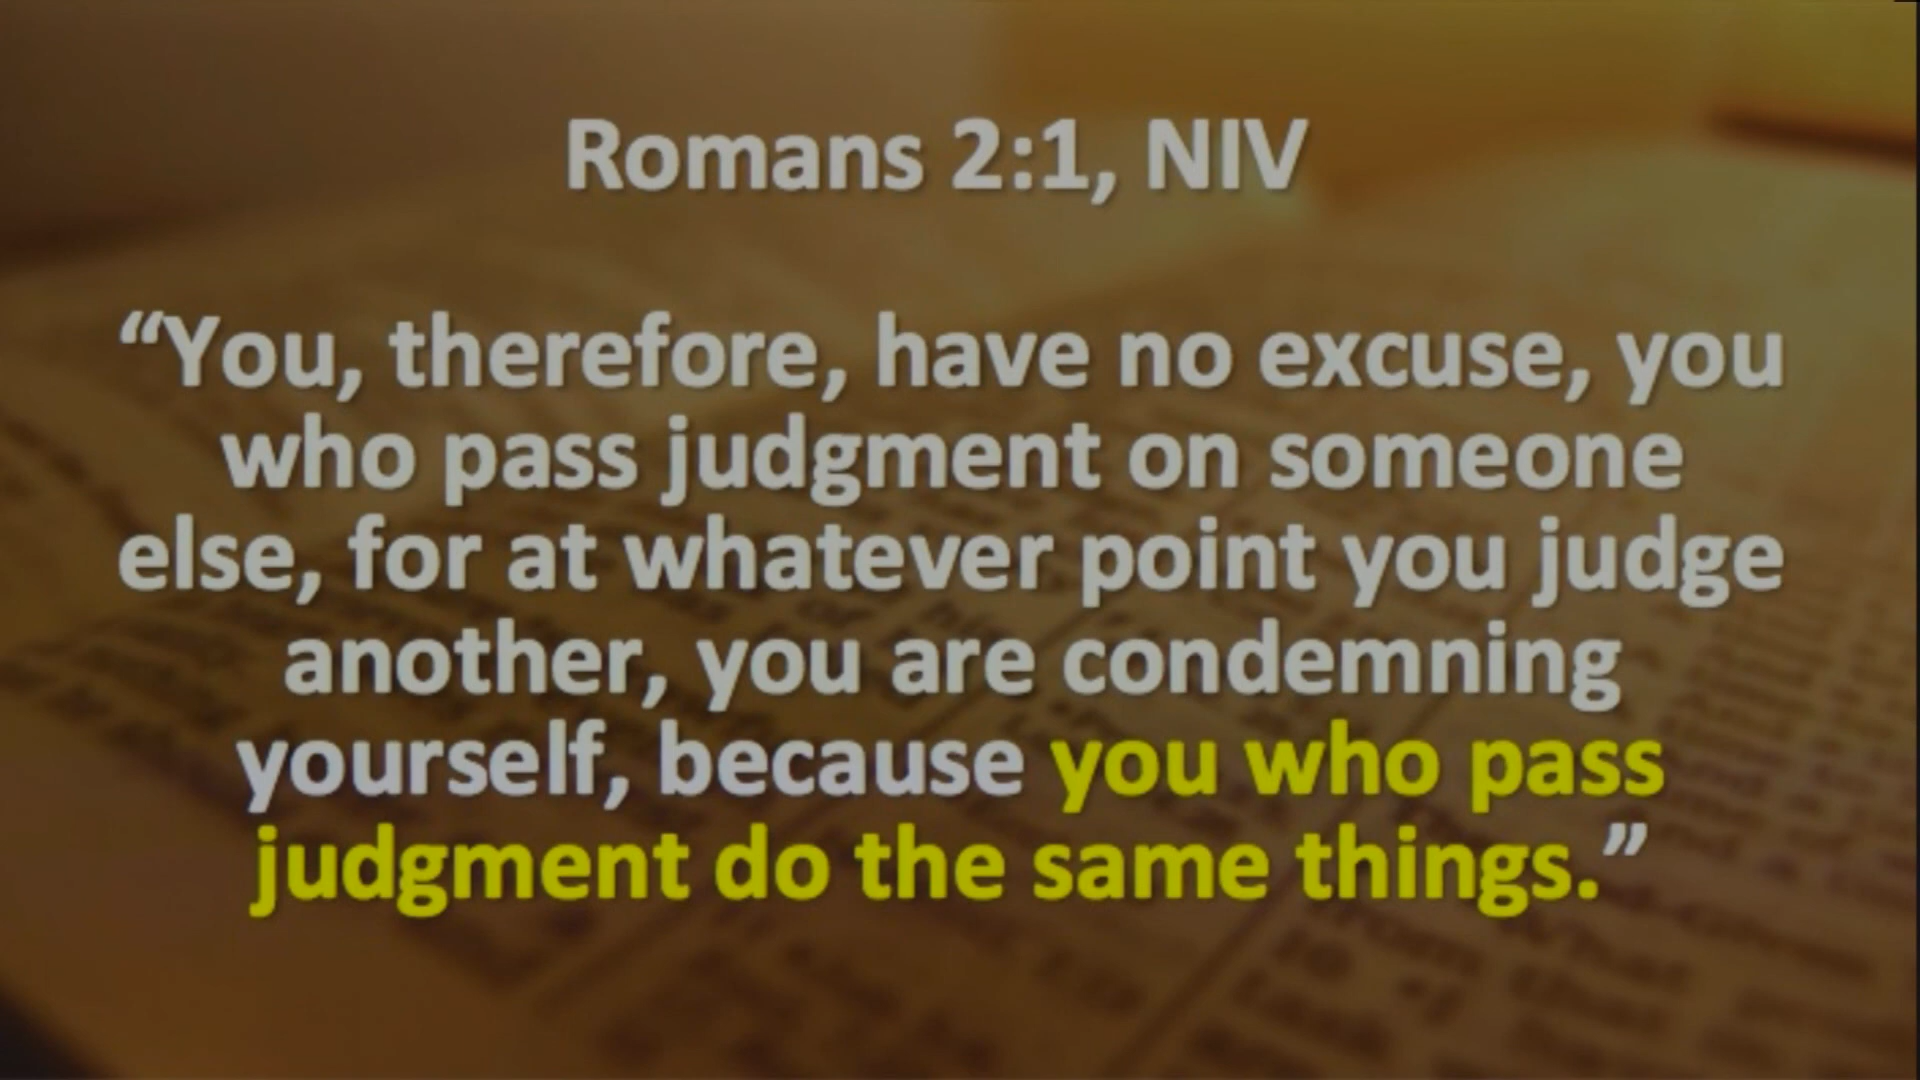 Romans 2:1, NIV
“You, therefore, have no excuse, you
who pass judgment on someone
else, for at whatever point you judge
another, you are condemning
yourself, because you who pass
judgment do the same things.”